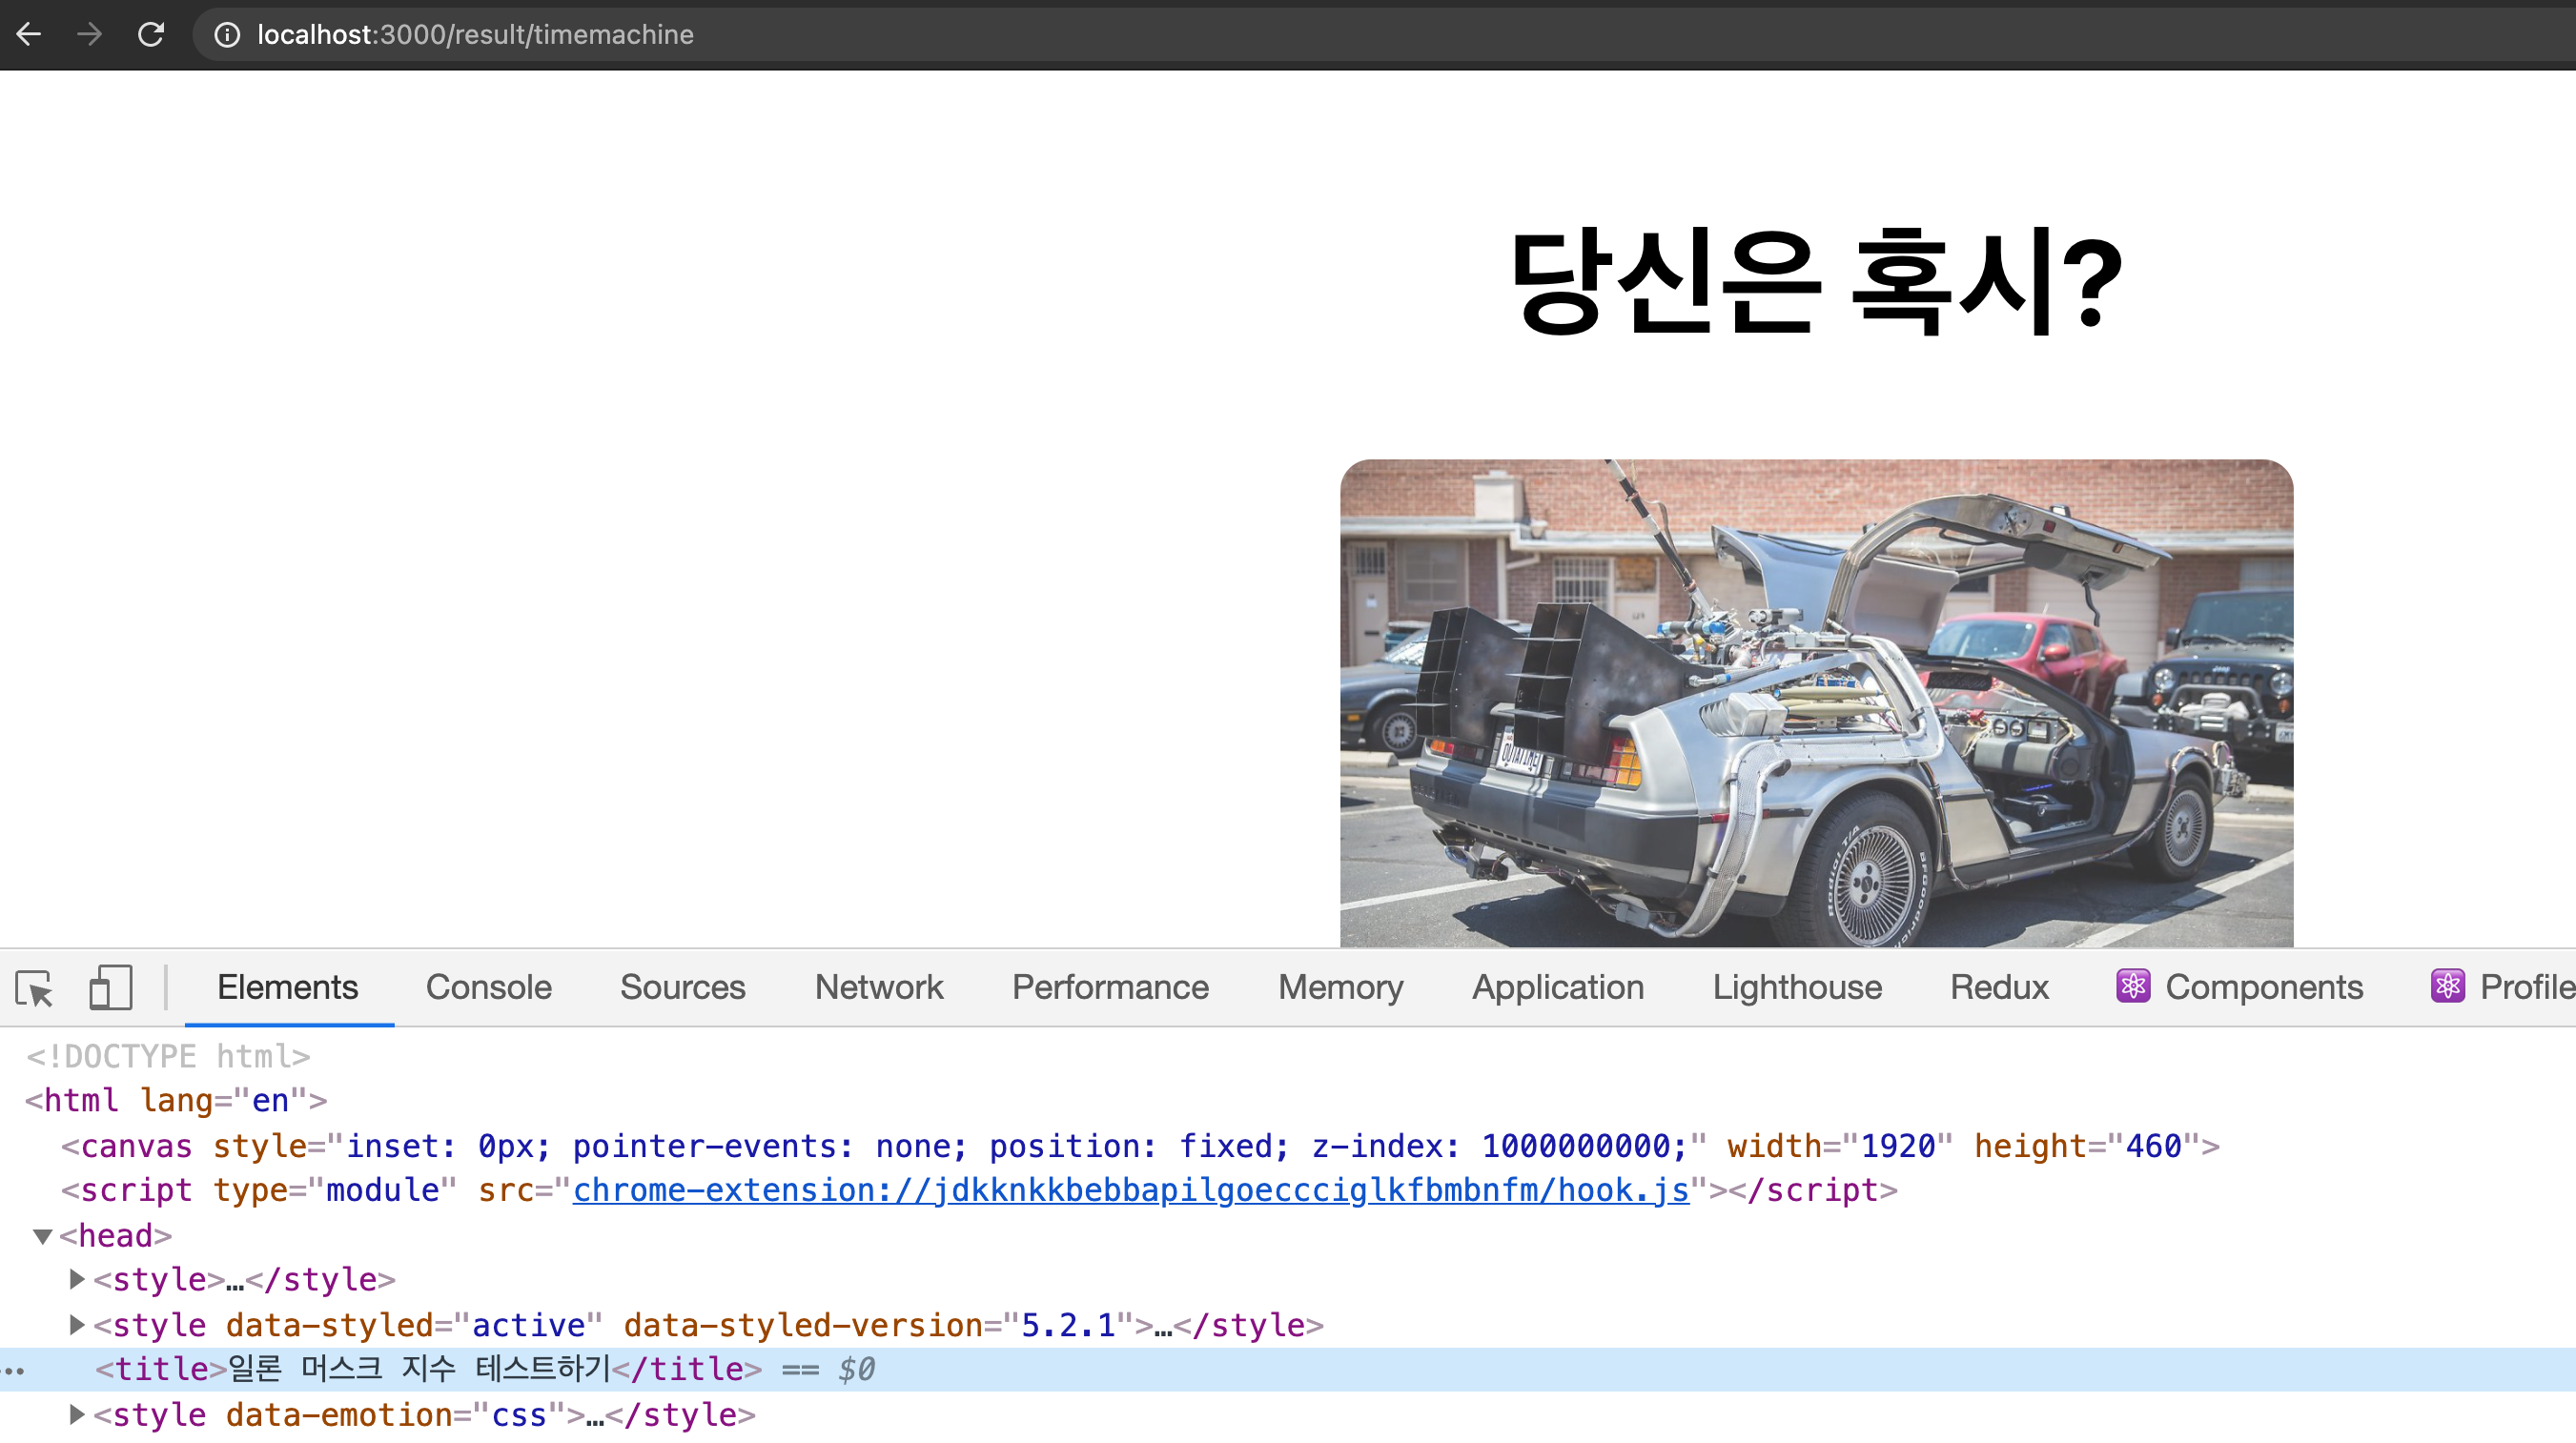 localhost:3000/result/timemachine
당신은 혹시?
OUTATIME
Radial T/A
BFGoodrich
Elements Console Sources Network Performance Memory Application Lighthouse Redux Components Profile
<!DOCTYPE html>
<html lang="en">
<canvas style="inset: 0px; pointer-events: none; position: fixed; z-index: 1000000000;" width="1920" height="460">
<script type="module" src="chrome-extension://jdkknkkbebbapilgoeccciglkfbmbnfm/hook.js"></script>
<head>
<style>…</style>
<style data-styled="active" data-styled-version="5.2.1">…</style>
<title>일론 머스크 지수 테스트하기</title> == $0
<style data-emotion="css">…</style>